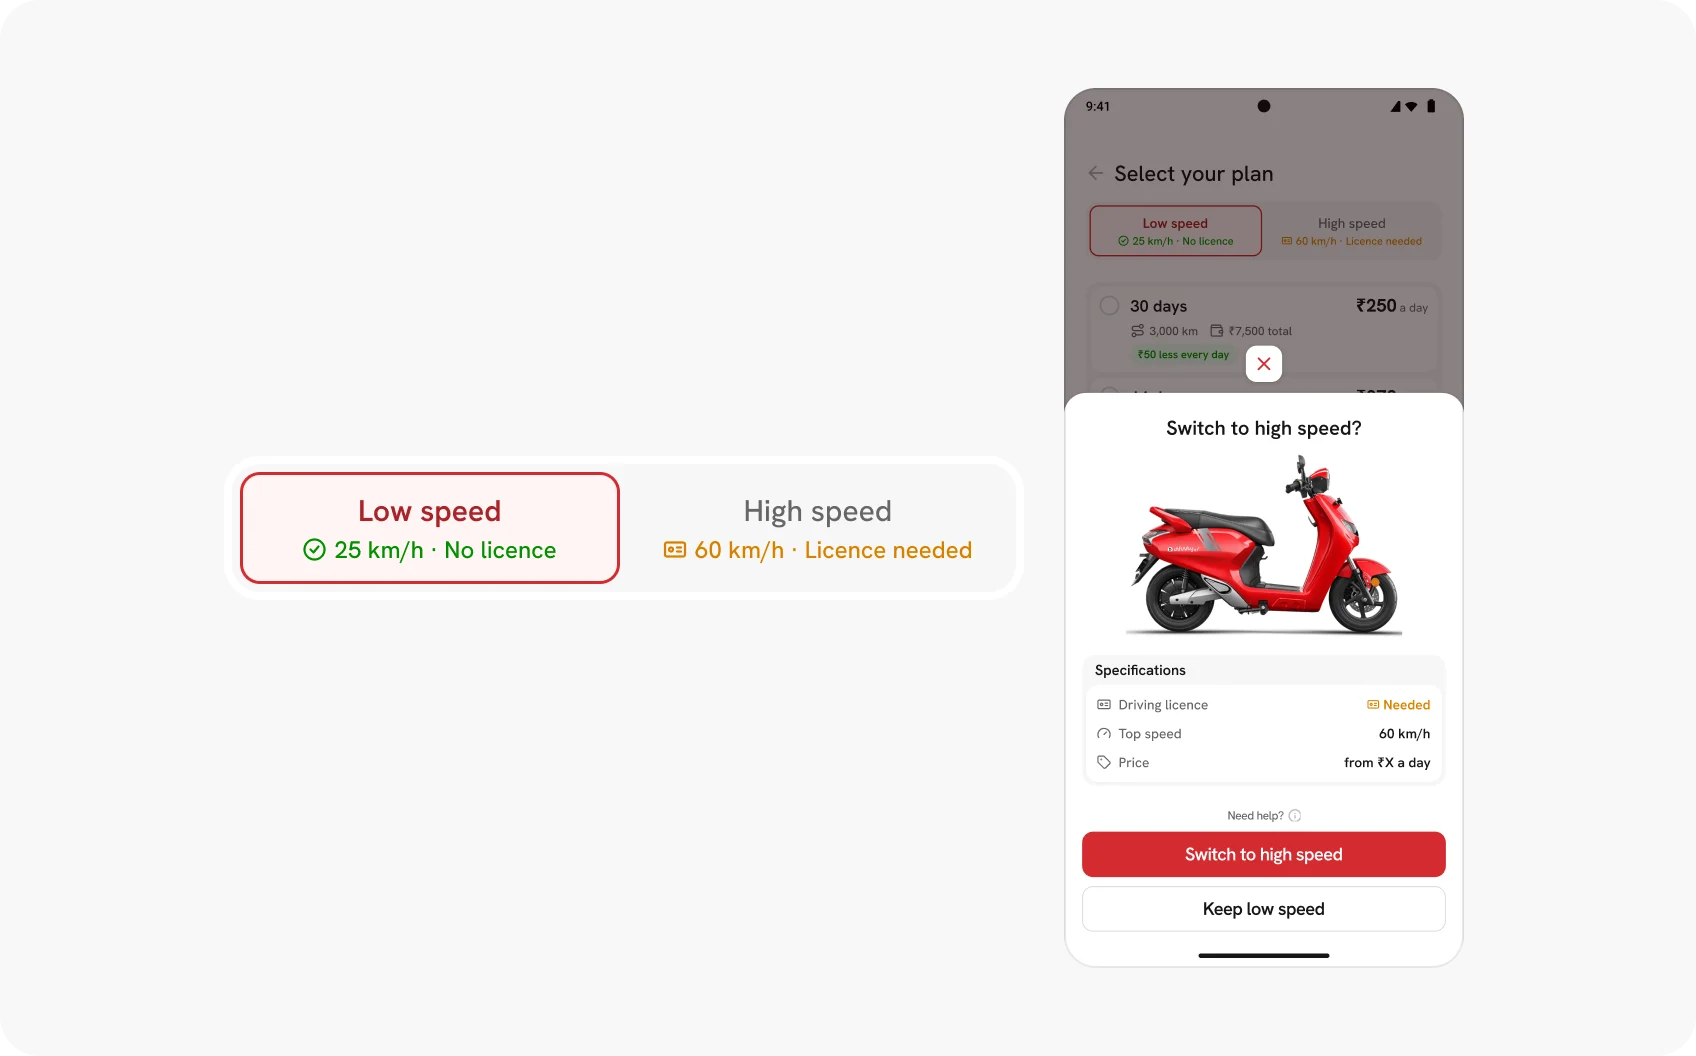 Low speed
25 km/h · No licence
High speed
60 km/h · Licence needed
9:41
Select your plan
Low speed
25 km/h · No licence
High speed
60 km/h · Licence needed
30 days
₹250 a day
3,000 km
₹7,500 total
₹50 less every day
Switch to high speed?
Specifications
Driving licence
Needed
Top speed
60 km/h
Price
from ₹X a day
Need help?
Switch to high speed
Keep low speed